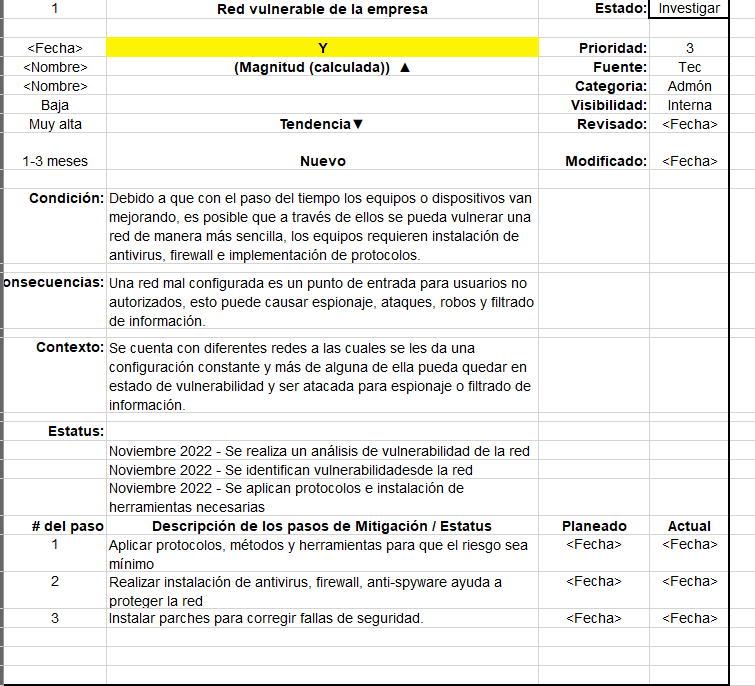 1 Red vulnerable de la empresa Estado: Investigar
<Fecha> Y Prioridad: 3
<Nombre> (Magnitud (calculada)) ▲ Fuente: Tec
<Nombre> Categoria: Admón
Baja Visibilidad: Interna
Muy alta Tendencia▼ Revisado: <Fecha>
1-3 meses Nuevo Modificado: <Fecha>
Condición: Debido a que con el paso del tiempo los equipos o dispositivos van
mejorando, es posible que a través de ellos se pueda vulnerar una
red de manera más sencilla, los equipos requieren instalación de
antivirus, firewall e implementación de protocolos.
onsecuencias: Una red mal configurada es un punto de entrada para usuarios no
autorizados, esto puede causar espionaje, ataques, robos y filtrado
de información.
Contexto: Se cuenta con diferentes redes a las cuales se les da una
configuración constante y más de alguna de ella pueda quedar en
estado de vulnerabilidad y ser atacada para espionaje o filtrado de
información.
Estatus:
Noviembre 2022 - Se realiza un análisis de vulnerabilidad de la red
Noviembre 2022 - Se identifican vulnerabilidadesde la red
Noviembre 2022 - Se aplican protocolos e instalación de
herramientas necesarias
# del paso Descripción de los pasos de Mitigación / Estatus Planeado Actual
1 Aplicar protocolos, métodos y herramientas para que el riesgo sea <Fecha> <Fecha>
mínimo
2 Realizar instalación de antivirus, firewall, anti-spyware ayuda a <Fecha> <Fecha>
proteger la red
3 Instalar parches para corregir fallas de seguridad. <Fecha> <Fecha>